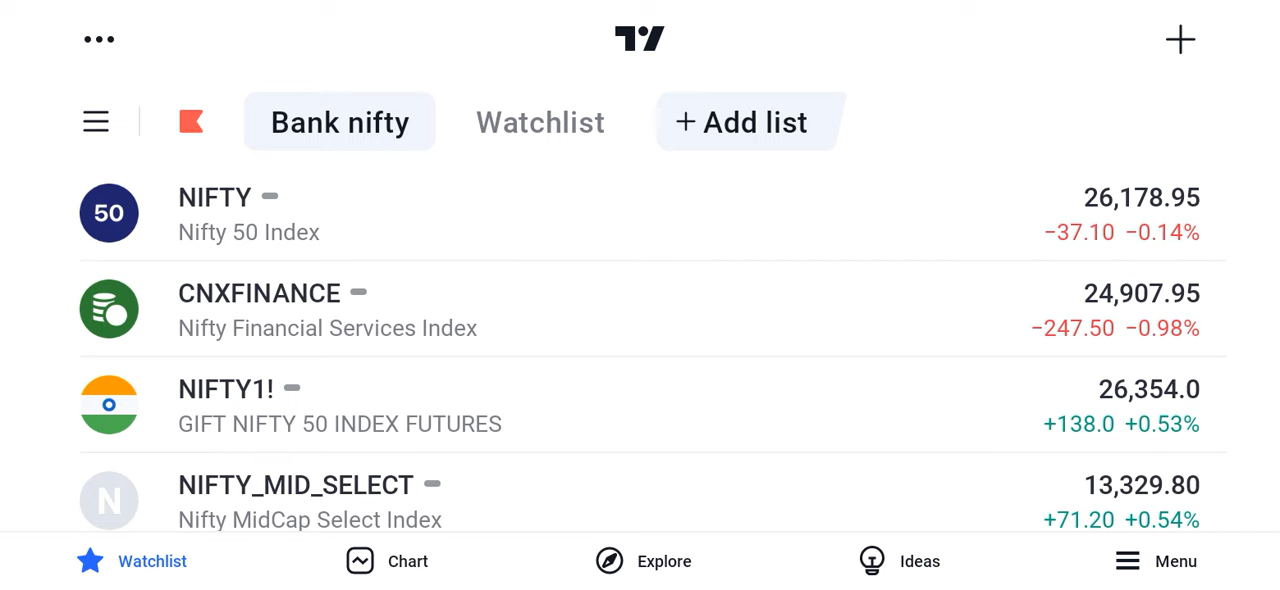 Bank nifty
Watchlist
+ Add list
50
NIFTY
26,178.95
Nifty 50 Index
−37.10 −0.14%
CNXFINANCE
24,907.95
Nifty Financial Services Index
−247.50 −0.98%
NIFTY1!
26,354.0
GIFT NIFTY 50 INDEX FUTURES
+138.0 +0.53%
N
NIFTY_MID_SELECT
13,329.80
Nifty MidCap Select Index
+71.20 +0.54%
Watchlist
Chart
Explore
Ideas
Menu